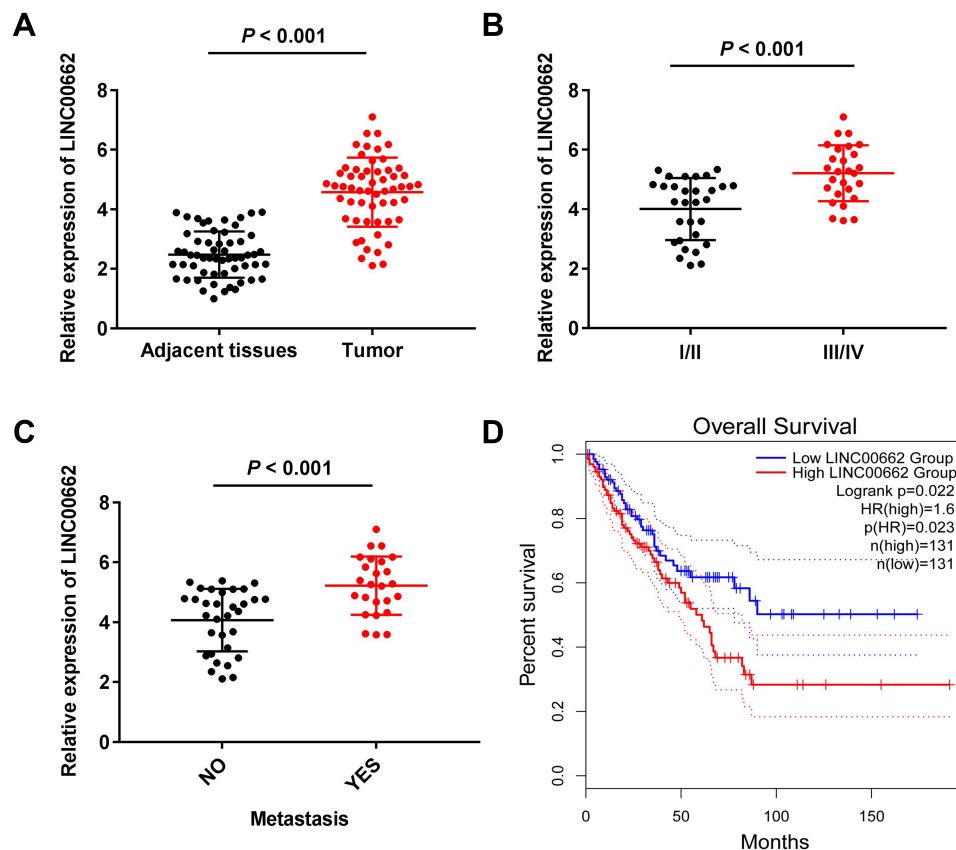 A
P < 0.001
Relative expression of LINC00662
8
6
4
2
0
Adjacent tissues
Tumor
B
P < 0.001
Relative expression of LINC00662
8
6
4
2
0
I/II
III/IV
C
P < 0.001
Relative expression of LINC00662
8
6
4
2
0
NO
YES
Metastasis
D
Overall Survival
Low LINC00662 Group
High LINC00662 Group
Logrank p=0.022
HR(high)=1.6
p(HR)=0.023
n(high)=131
n(low)=131
Percent survival
1.0
0.8
0.6
0.4
0.2
0.0
0
50
100
150
Months